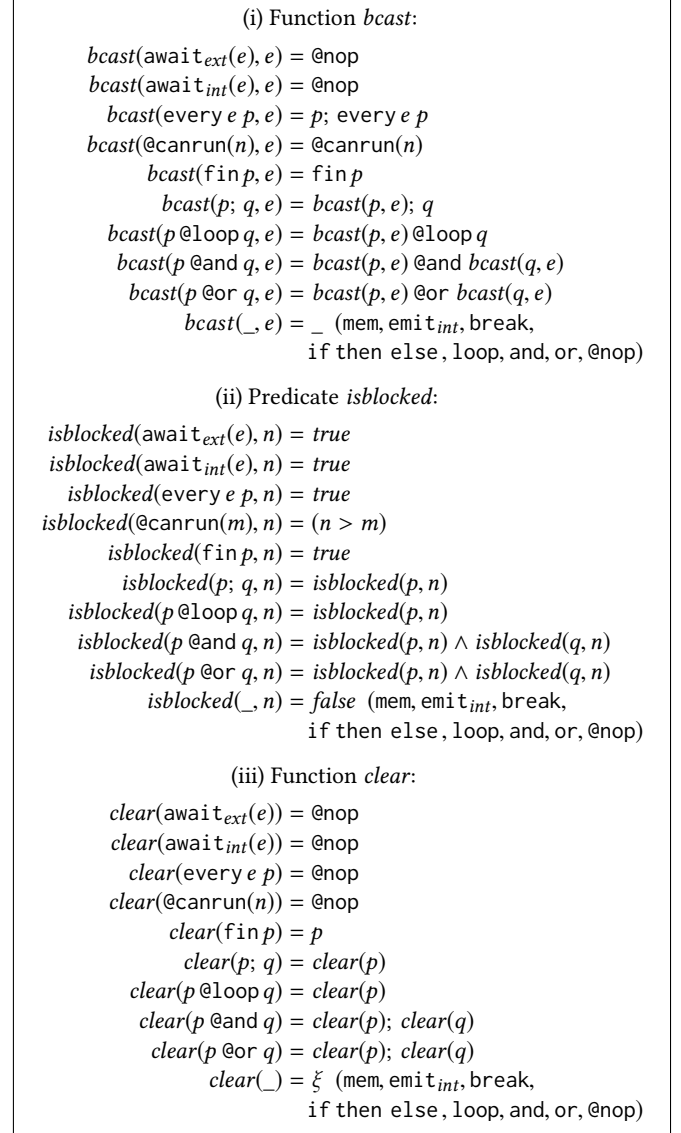 (i) Function bcast:
bcast(await_ext(e), e) = @nop
bcast(await_int(e), e) = @nop
bcast(every e p, e) = p; every e p
bcast(@canrun(n), e) = @canrun(n)
bcast(fin p, e) = fin p
bcast(p; q, e) = bcast(p, e); q
bcast(p @loop q, e) = bcast(p, e) @loop q
bcast(p @and q, e) = bcast(p, e) @and bcast(q, e)
bcast(p @or q, e) = bcast(p, e) @or bcast(q, e)
bcast(_, e) = _ (mem, emit_int, break,
if then else, loop, and, or, @nop)
(ii) Predicate isblocked:
isblocked(await_ext(e), n) = true
isblocked(await_int(e), n) = true
isblocked(every e p, n) = true
isblocked(@canrun(m), n) = (n > m)
isblocked(fin p, n) = true
isblocked(p; q, n) = isblocked(p, n)
isblocked(p @loop q, n) = isblocked(p, n)
isblocked(p @and q, n) = isblocked(p, n) ∧ isblocked(q, n)
isblocked(p @or q, n) = isblocked(p, n) ∧ isblocked(q, n)
isblocked(_, n) = false (mem, emit_int, break,
if then else, loop, and, or, @nop)
(iii) Function clear:
clear(await_ext(e)) = @nop
clear(await_int(e)) = @nop
clear(every e p) = @nop
clear(@canrun(n)) = @nop
clear(fin p) = p
clear(p; q) = clear(p)
clear(p @loop q) = clear(p)
clear(p @and q) = clear(p); clear(q)
clear(p @or q) = clear(p); clear(q)
clear(_) = ξ (mem, emit_int, break,
if then else, loop, and, or, @nop)